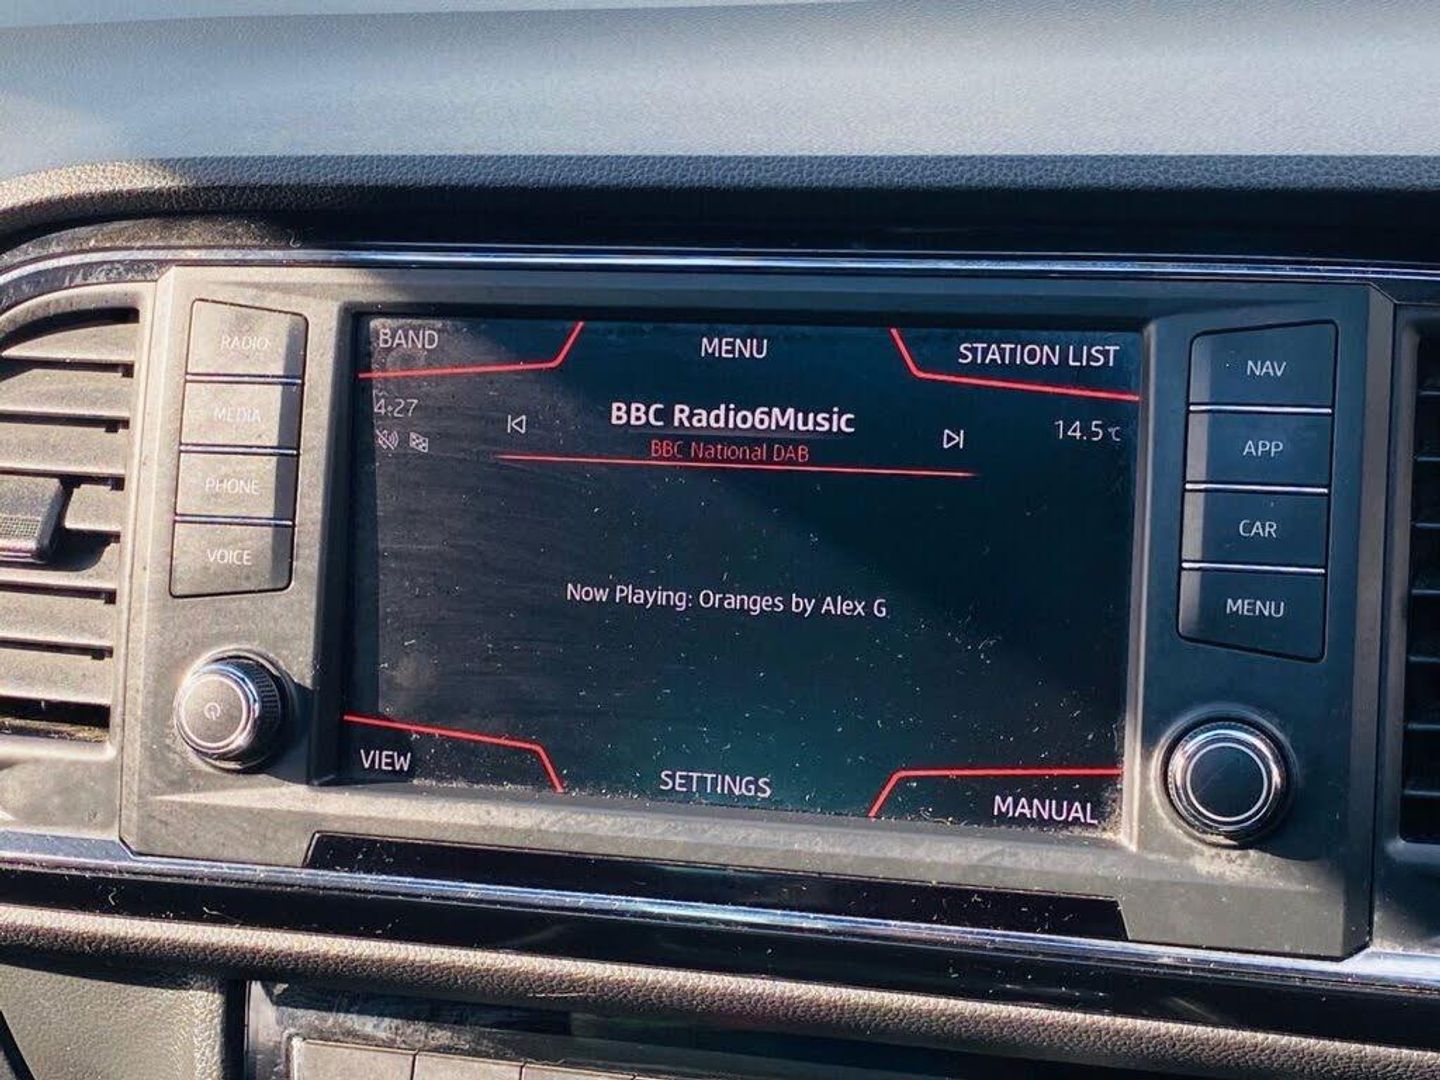 RADIO
MEDIA
PHONE
VOICE
BAND
MENU
STATION LIST
4:27
BBC Radio6Music
14.5°C
BBC National DAB
Now Playing: Oranges by Alex G
VIEW
SETTINGS
MANUAL
NAV
APP
CAR
MENU